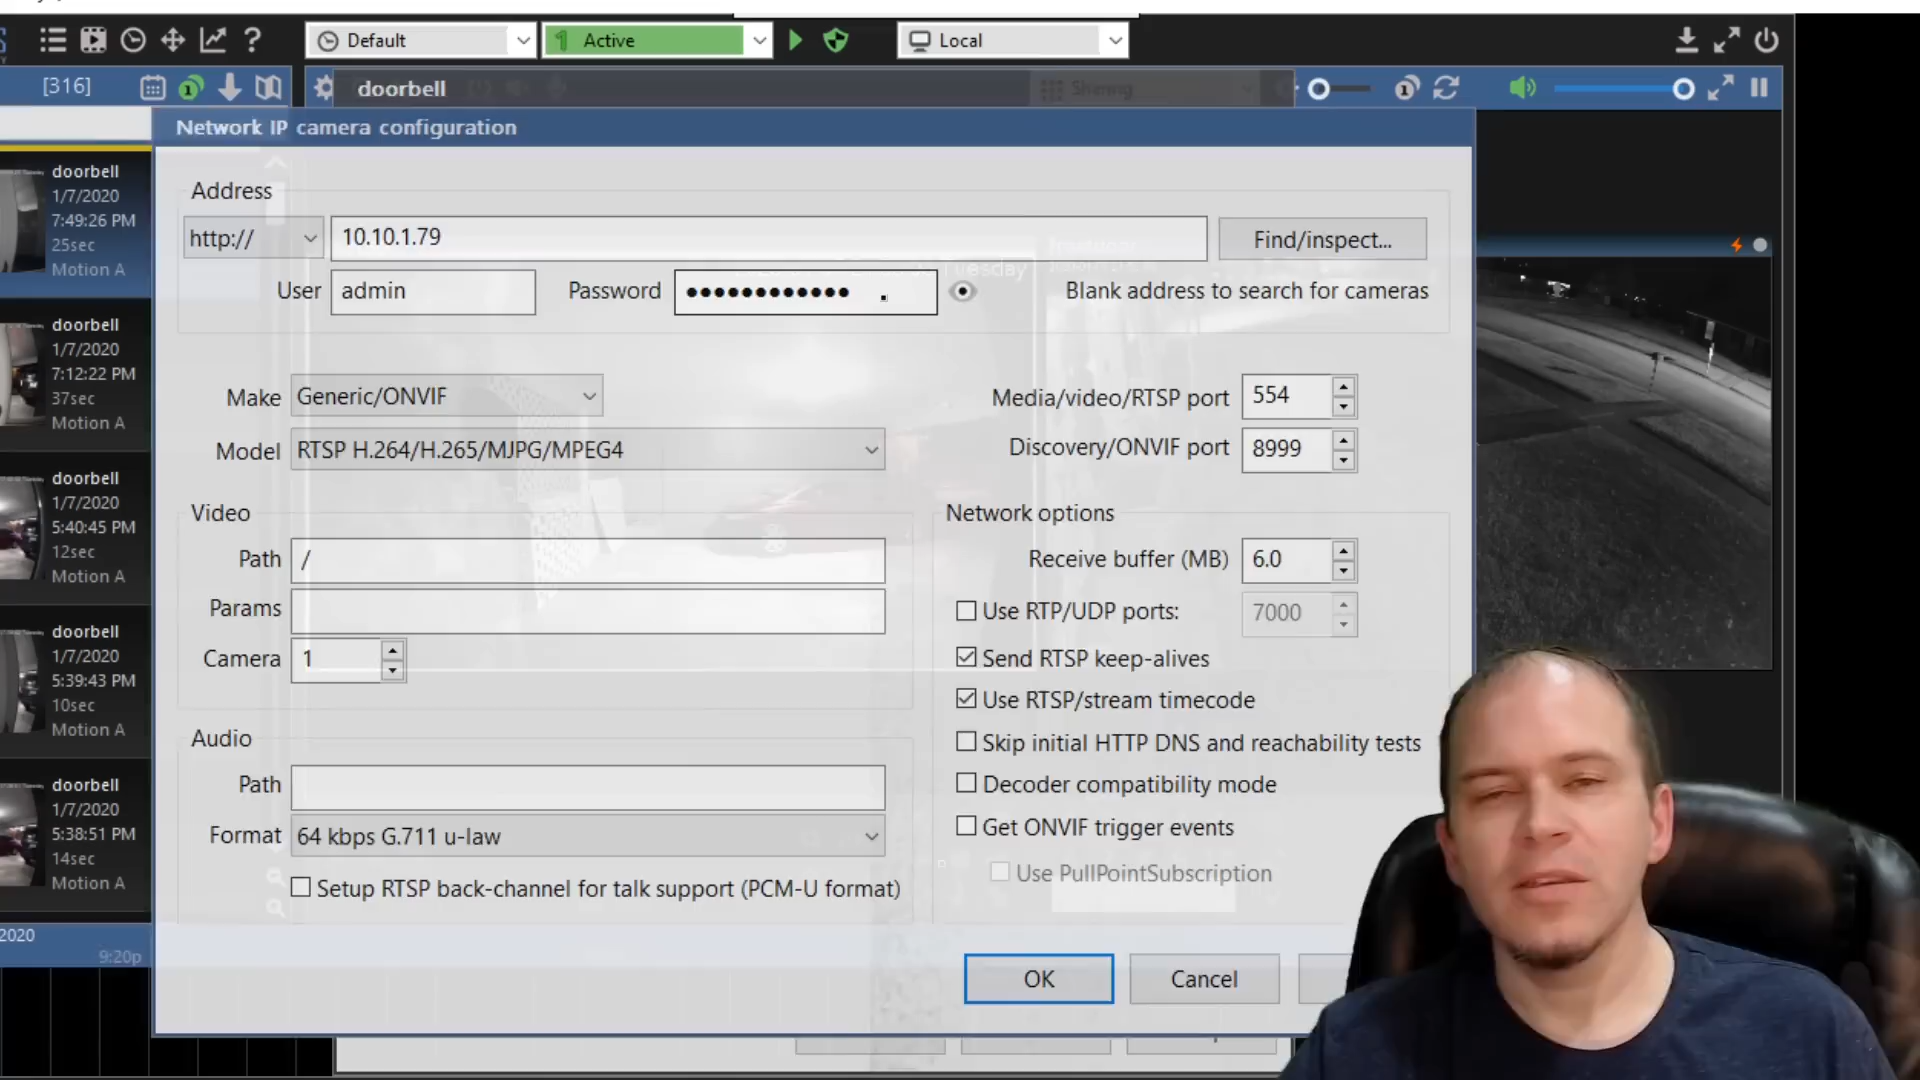 Default
Active
Local
[316]
doorbell
Sharing
Network IP camera configuration
doorbell
1/7/2020
7:49:26 PM
25sec
Motion A
doorbell
1/7/2020
7:12:22 PM
37sec
Motion A
doorbell
1/7/2020
5:40:45 PM
12sec
Motion A
doorbell
1/7/2020
5:39:43 PM
10sec
Motion A
doorbell
1/7/2020
5:38:51 PM
14sec
Motion A
2020
9:20p
Address
http://
10.10.1.79
Find/inspect...
Tuesday
User
admin
Password
Blank address to search for cameras
Make
Generic/ONVIF
Media/video/RTSP port
554
Model
RTSP H.264/H.265/MJPG/MPEG4
Discovery/ONVIF port
8999
Video
Network options
Path
/
Receive buffer (MB)
6.0
Params
Use RTP/UDP ports:
7000
Camera
1
Send RTSP keep-alives
Use RTSP/stream timecode
Audio
Skip initial HTTP DNS and reachability tests
Path
Decoder compatibility mode
Format
64 kbps G.711 u-law
Get ONVIF trigger events
Setup RTSP back-channel for talk support (PCM-U format)
Use PullPointSubscription
OK
Cancel